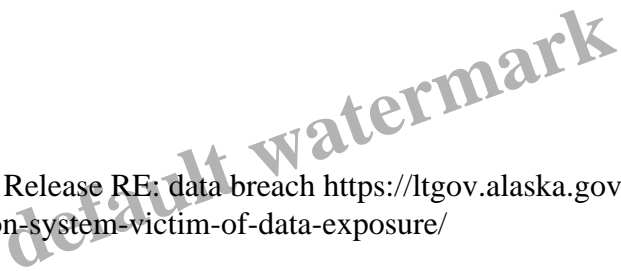 default watermark
Release RE: data breach https://ltgov.alaska.gov
on-system-victim-of-data-exposure/